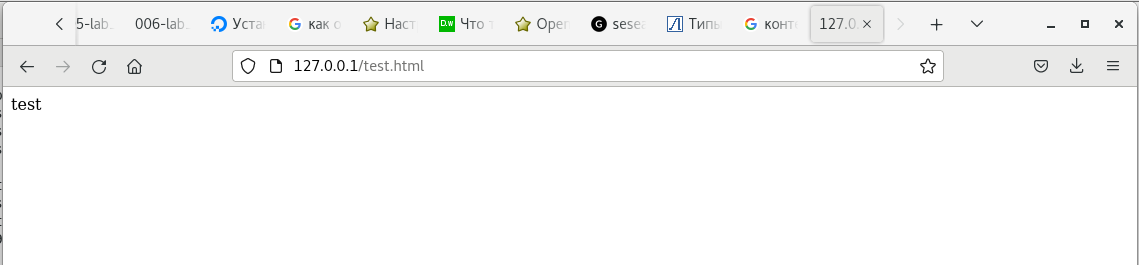 5-lab
006-lab
Уста
как о
Наст
Что т
Open
sesea
Типы
конт
127.0.
127.0.0.1/test.html
test